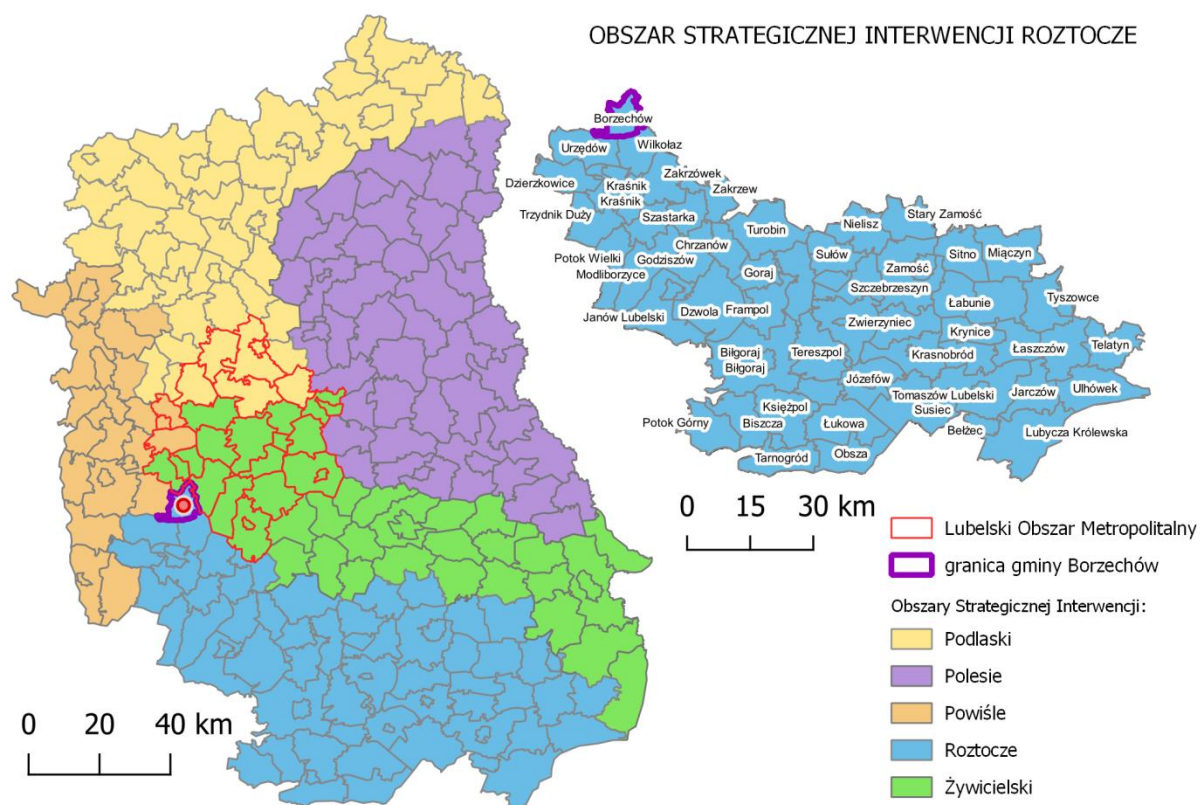 OBSZAR STRATEGICZNEJ INTERWENCJI ROZTOCZE
Borzechów
Urzędów
Wilkołaz
Zakrzówek
Dzierzkowice
Kraśnik
Zakrzew
Kraśnik
Trzydnik Duży
Szastarka
Stary Zamość
Turobin
Nielisz
Chrzanów
Potok Wielki
Godziszów
Sułów
Sitno
Miączyn
Modliborzyce
Goraj
Zamość
Szczebrzeszyn
Tyszowce
Łabunie
Janów Lubelski
Dzwola
Frampol
Zwierzyniec
Krynice
Telatyn
Biłgoraj
Tereszpol
Krasnobród
Łaszczów
Biłgoraj
Józefów
Ulhówek
Tomaszów Lubelski
Jarczów
Księżpol
Susiec
Potok Górny
Biszcza
Łukowa
Bełżec
Lubycza Królewska
Tarnogród
Obsza
0 15 30 km
Lubelski Obszar Metropolitalny
granica gminy Borzechów
Obszary Strategicznej Interwencji:
Podlaski
Polesie
Powiśle
Roztocze
Żywicielski
0 20 40 km